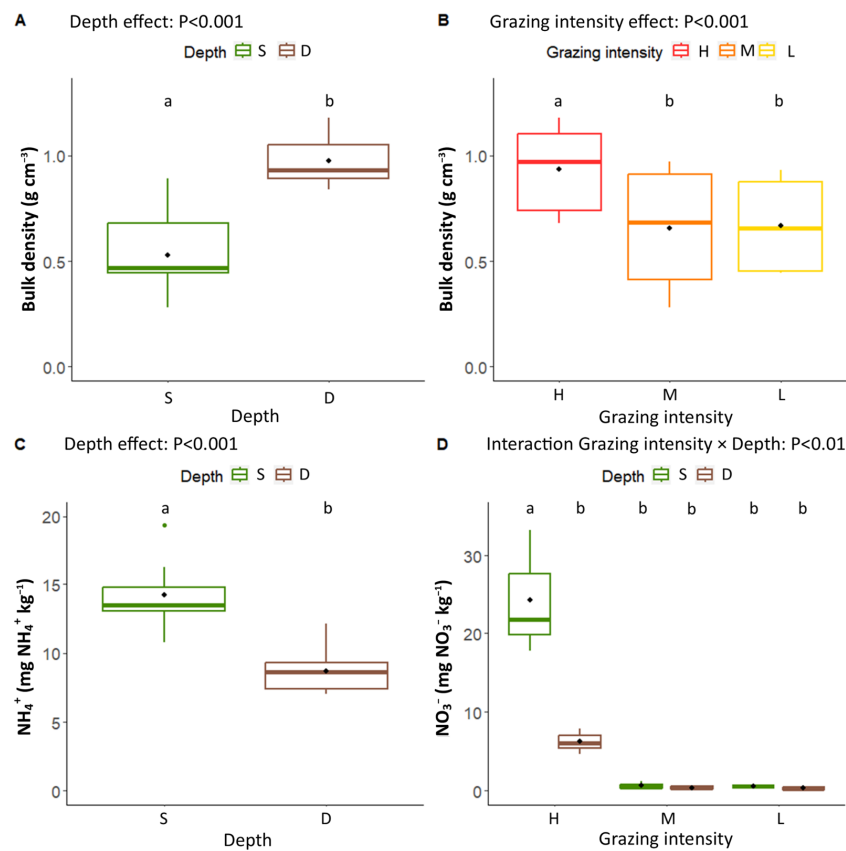 A Depth effect: P<0.001
Depth S D
a b
1.0
0.5
0.0
Bulk density (g cm⁻³)
S D
Depth
B Grazing intensity effect: P<0.001
Grazing intensity H M L
a b b
1.0
0.5
0.0
Bulk density (g cm⁻³)
H M L
Grazing intensity
C Depth effect: P<0.001
Depth S D
a b
20
15
10
5
0
NH₄⁺ (mg NH₄⁺ kg⁻¹)
S D
Depth
D Interaction Grazing intensity × Depth: P<0.01
Depth S D
a b b b b b
30
20
10
0
NO₃⁻ (mg NO₃⁻ kg⁻¹)
H M L
Grazing intensity